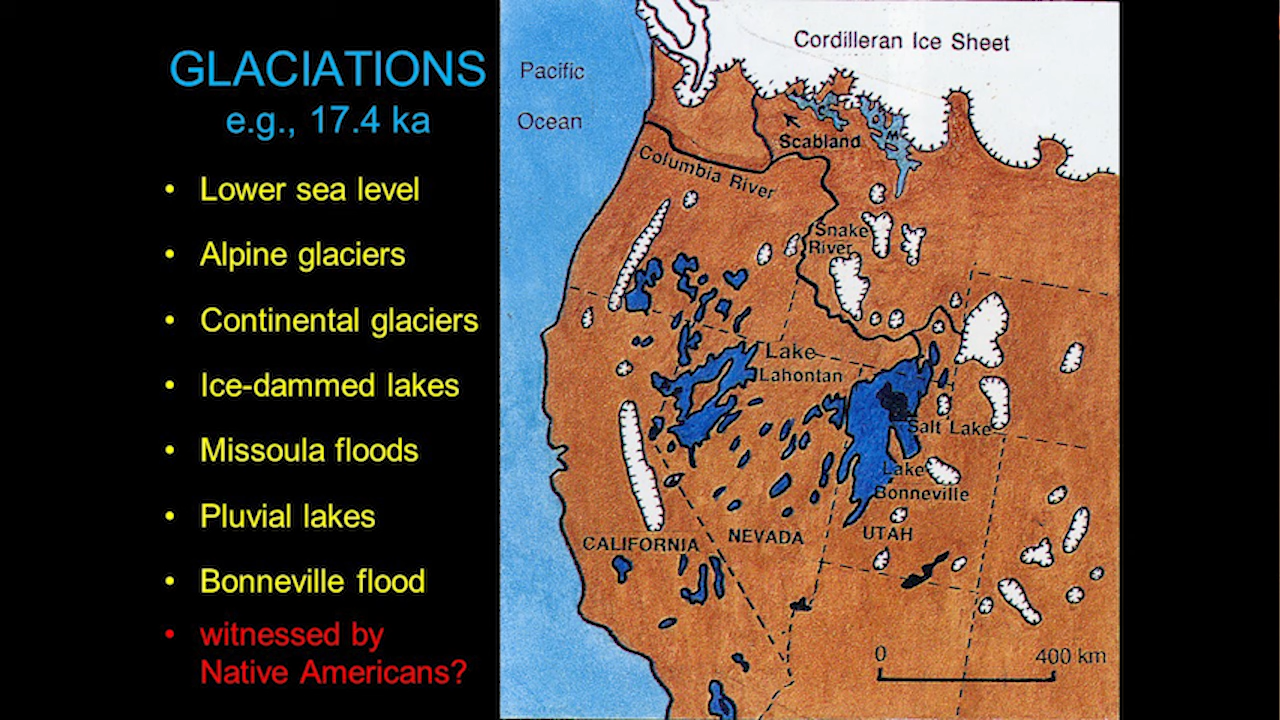 GLACIATIONS
e.g., 17.4 ka
• Lower sea level
• Alpine glaciers
• Continental glaciers
• Ice-dammed lakes
• Missoula floods
• Pluvial lakes
• Bonneville flood
• witnessed by
Native Americans?
Cordilleran Ice Sheet
Pacific
Ocean
Scabland
C
M
Columbia River
Snake
River
Lake
Lahontan
Salt Lake
Lake
Bonneville
NEVADA
UTAH
CALIFORNIA
0 400 km